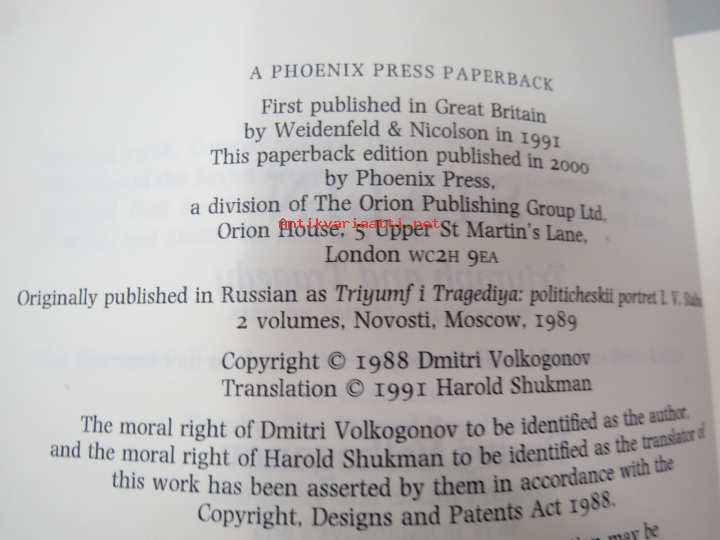 A PHOENIX PRESS PAPERBACK
First published in Great Britain
by Weidenfeld & Nicolson in 1991
This paperback edition published in 2000
by Phoenix Press,
a division of The Orion Publishing Group Ltd,
antikvariaatti.net
Orion House, 5 Upper St Martin's Lane,
London WC2H 9EA
Originally published in Russian as Triyumf i Tragediya: politicheskii portret I. V.
2 volumes, Novosti, Moscow, 1989
Copyright © 1988 Dmitri Volkogonov
Translation © 1991 Harold Shukman
The moral right of Dmitri Volkogonov to be identified as the author,
and the moral right of Harold Shukman to be identified as the translator of
this work has been asserted by them in accordance with the
Copyright, Designs and Patents Act 1988.
may be